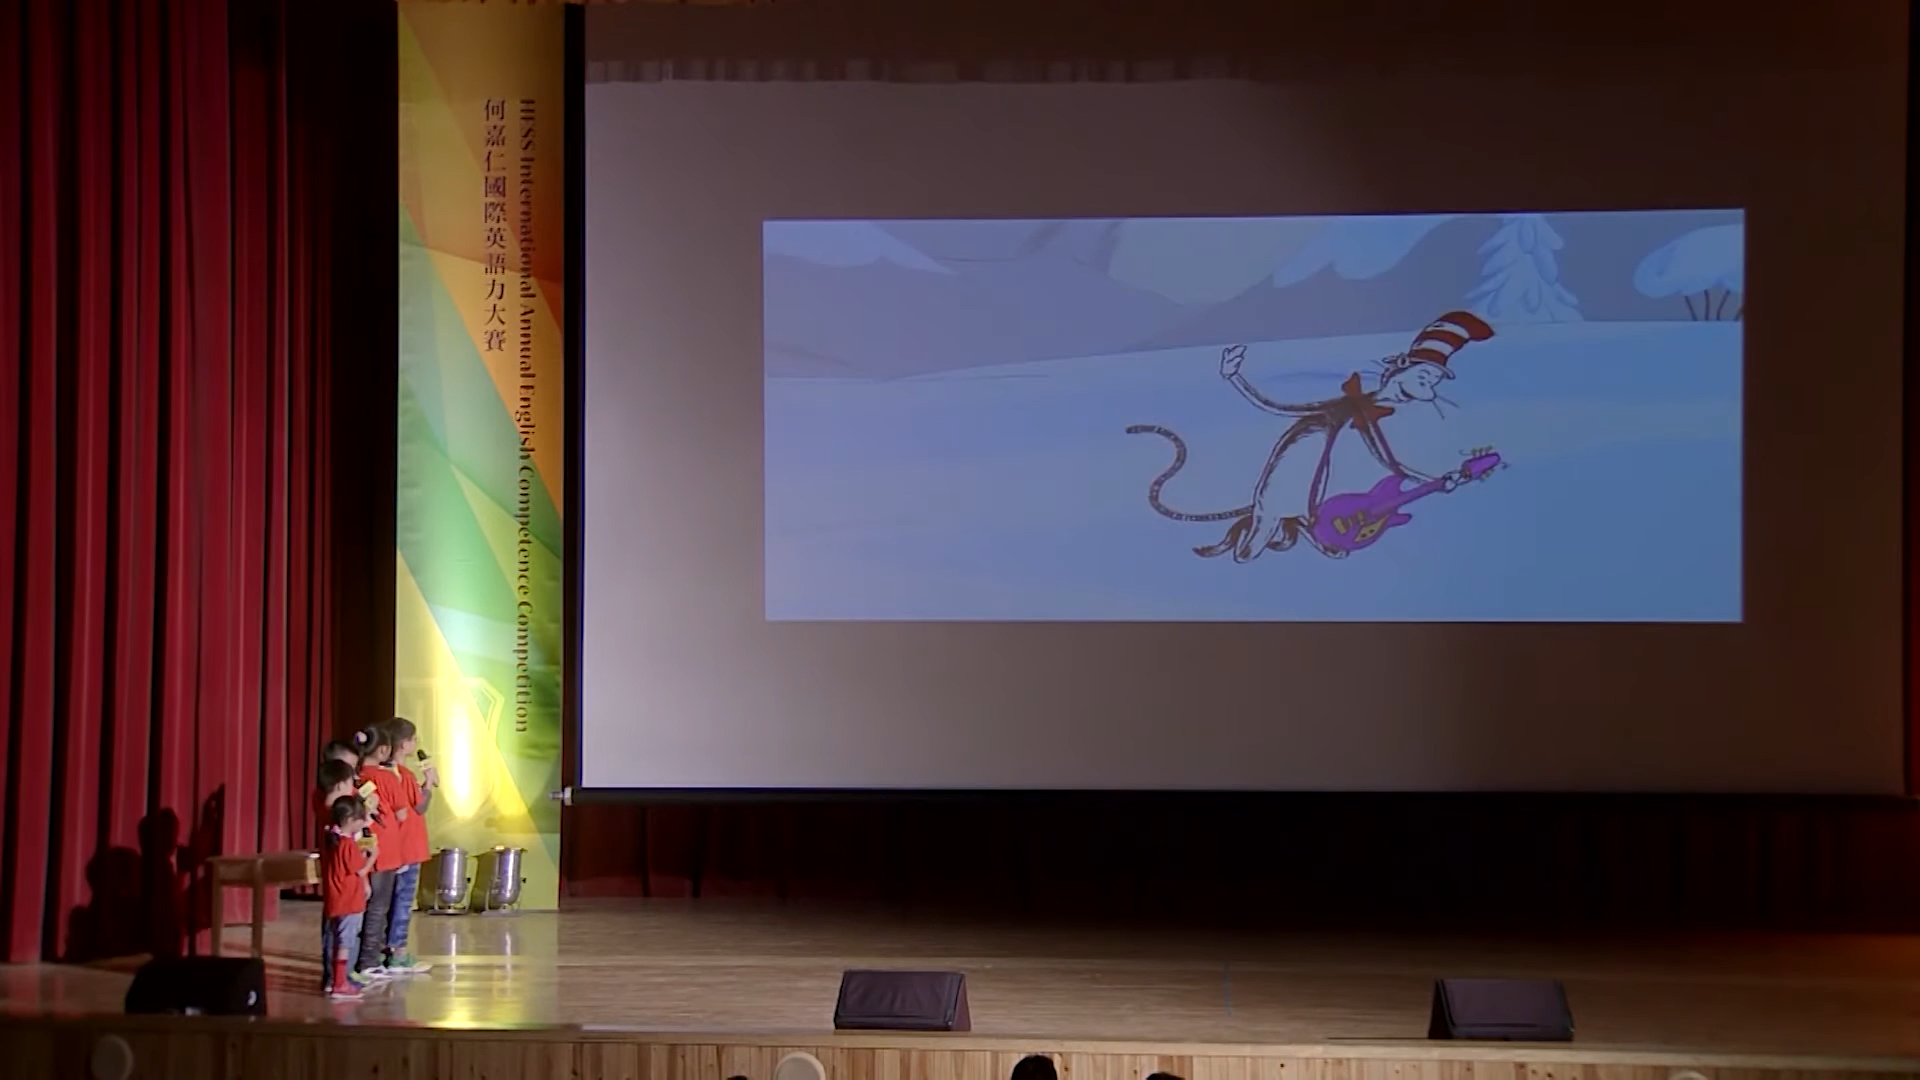 HESS International Annual English Competence Competition
何嘉仁國際英語力大賽